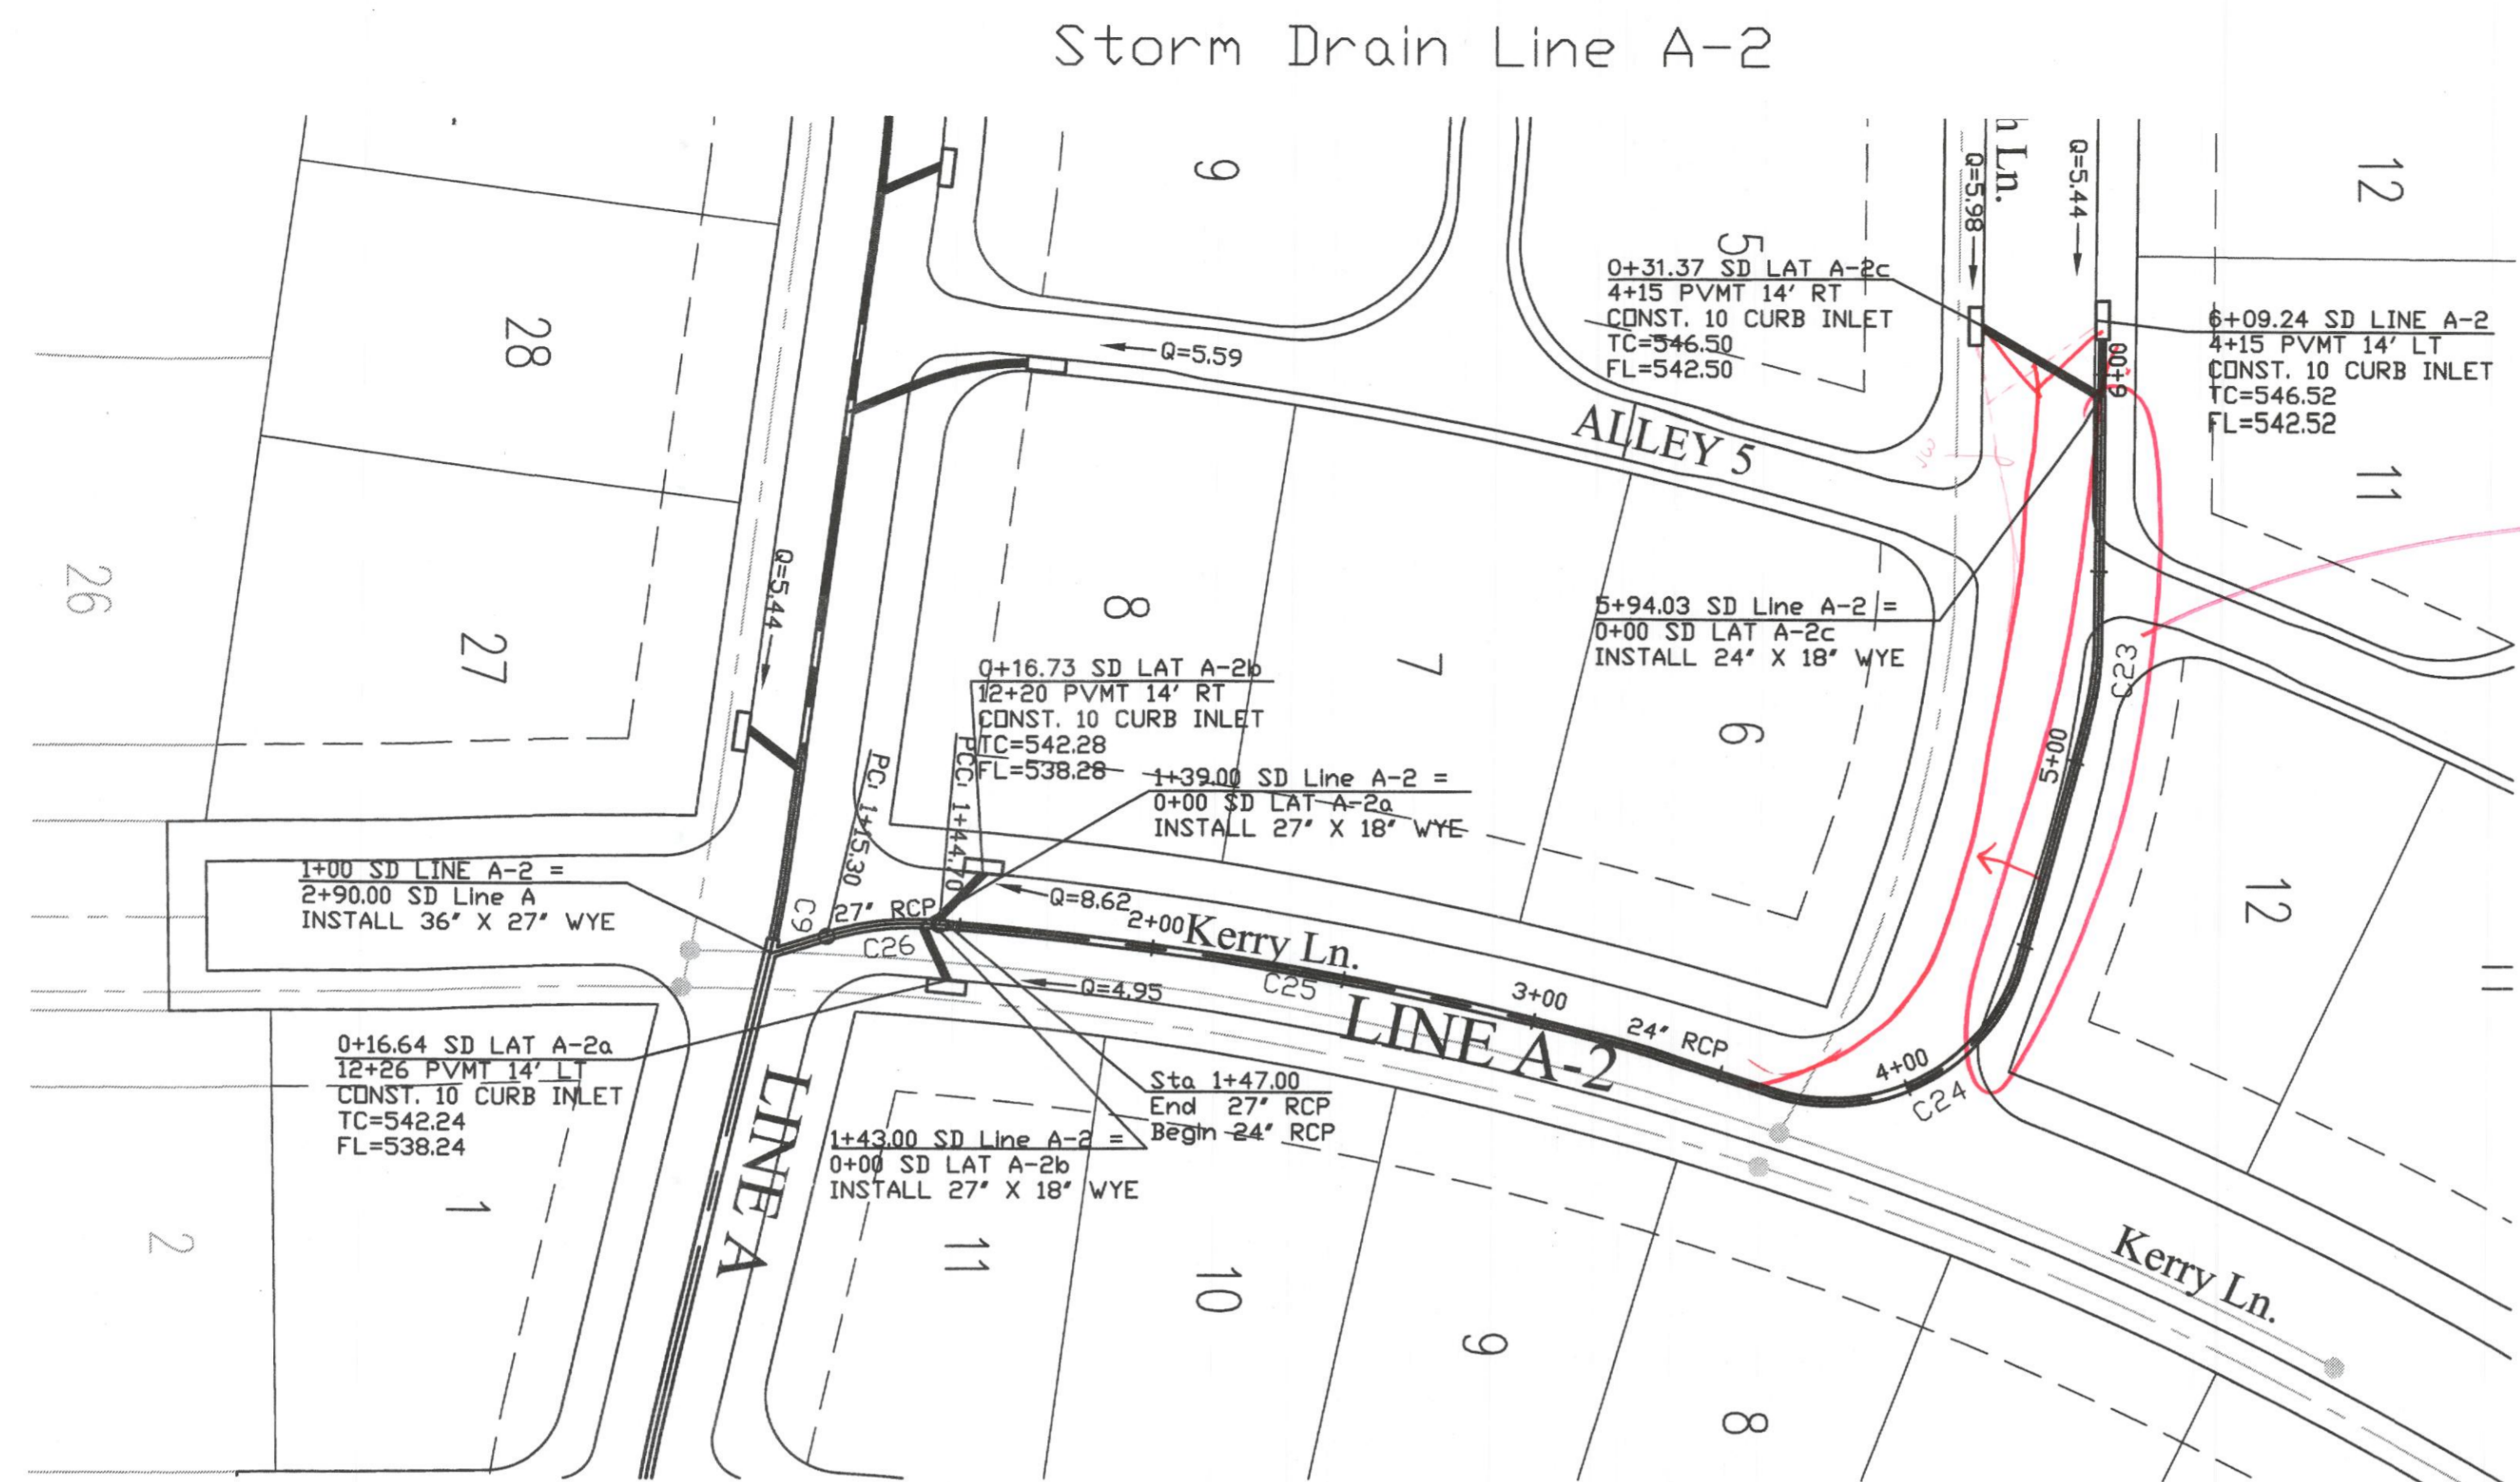 Storm Drain Line A-2
9
5
12
h Ln.
Q=5.98
Q=5.44
0+31.37 SD LAT A-2c
4+15 PVMT 14' RT
CONST. 10 CURB INLET
TC=546.50
FL=542.50
6+09.24 SD LINE A-2
4+15 PVMT 14' LT
CONST. 10 CURB INLET
TC=546.52
FL=542.52
28
Q=5.59
6+00
ALLEY 5
11
26
27
Q=5.44
8
7
6
5+94.03 SD Line A-2 =
0+00 SD LAT A-2c
INSTALL 24" X 18" WYE
C23
5+00
0+16.73 SD LAT A-2b
12+20 PVMT 14' RT
CONST. 10 CURB INLET
TC=542.28
FL=538.28
PC: 1+15.30
PCC: 1+44.70
1+39.00 SD Line A-2 =
0+00 SD LAT A-2a
INSTALL 27" X 18" WYE
1+00 SD LINE A-2 =
2+90.00 SD Line A
INSTALL 36" X 27" WYE
C9
27" RCP
C26
Q=8.62
2+00
Kerry Ln.
C25
3+00
24" RCP
4+00
C24
12
11
Q=4.95
LINE A-2
0+16.64 SD LAT A-2a
12+26 PVMT 14' LT
CONST. 10 CURB INLET
TC=542.24
FL=538.24
Sta 1+47.00
End 27" RCP
Begin 24" RCP
1+43.00 SD Line A-2 =
0+00 SD LAT A-2b
INSTALL 27" X 18" WYE
LINE A
1
2
11
10
9
8
Kerry Ln.